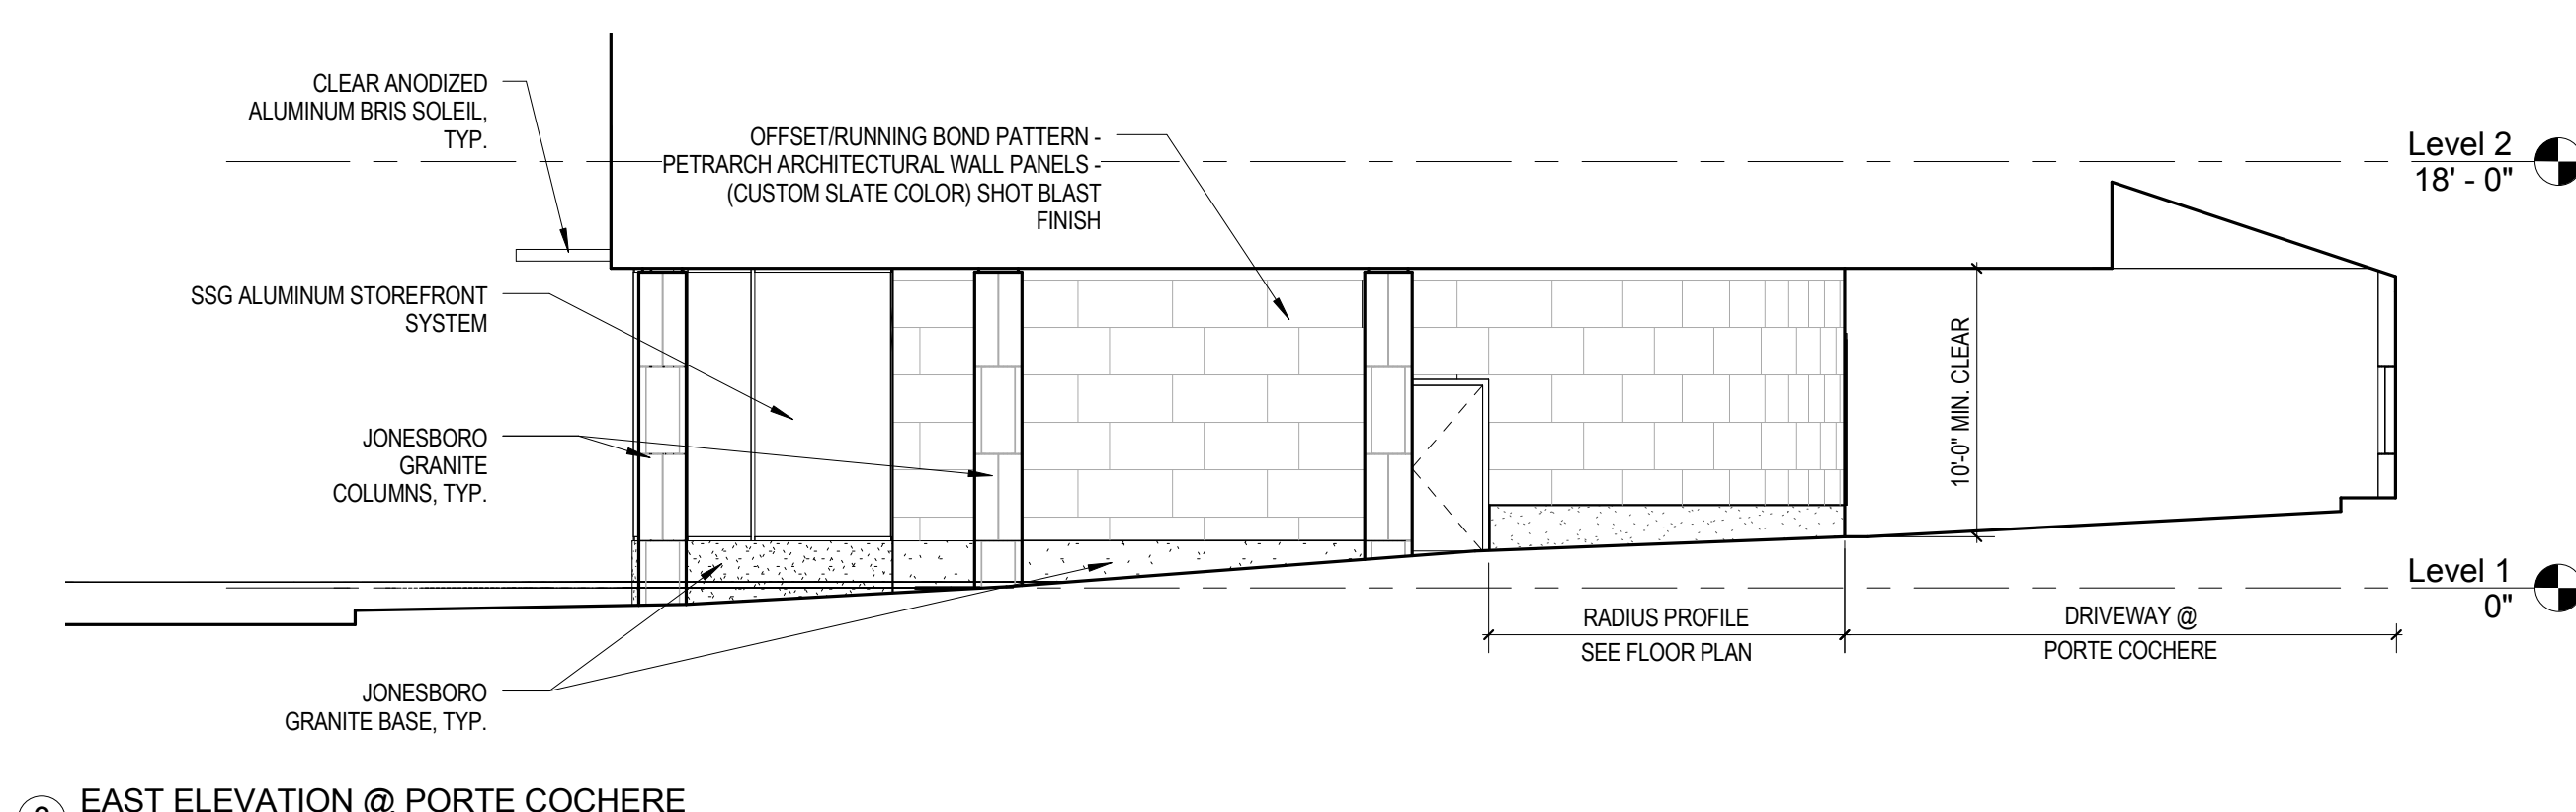 CLEAR ANODIZED
ALUMINUM BRIS SOLEIL,
TYP.
OFFSET/RUNNING BOND PATTERN -
PETRARCH ARCHITECTURAL WALL PANELS -
(CUSTOM SLATE COLOR) SHOT BLAST
FINISH
Level 2
18' - 0"
SSG ALUMINUM STOREFRONT
SYSTEM
JONESBORO
GRANITE
COLUMNS, TYP.
10'-0" MIN. CLEAR
Level 1
0"
RADIUS PROFILE
SEE FLOOR PLAN
DRIVEWAY @
PORTE COCHERE
JONESBORO
GRANITE BASE, TYP.
EAST ELEVATION @ PORTE COCHERE